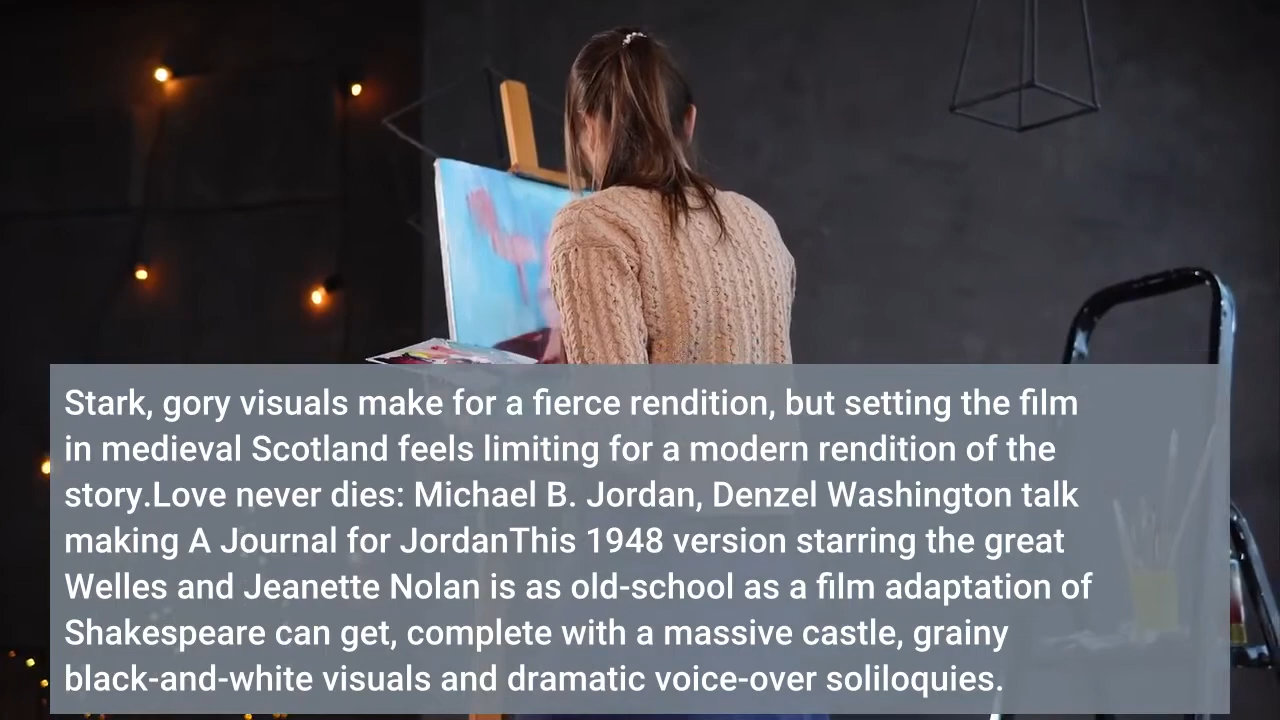 Stark, gory visuals make for a fierce rendition, but setting the film
in medieval Scotland feels limiting for a modern rendition of the
story.Love never dies: Michael B. Jordan, Denzel Washington talk
making A Journal for JordanThis 1948 version starring the great
Welles and Jeanette Nolan is as old-school as a film adaptation of
Shakespeare can get, complete with a massive castle, grainy
black-and-white visuals and dramatic voice-over soliloquies.